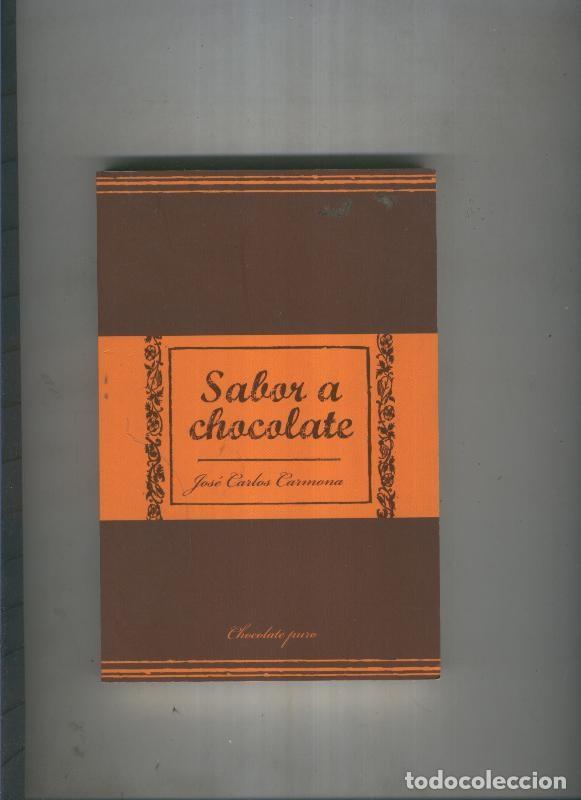 Sabor a
chocolate
José Carlos Carmona
Chocolate puro
todocoleccion